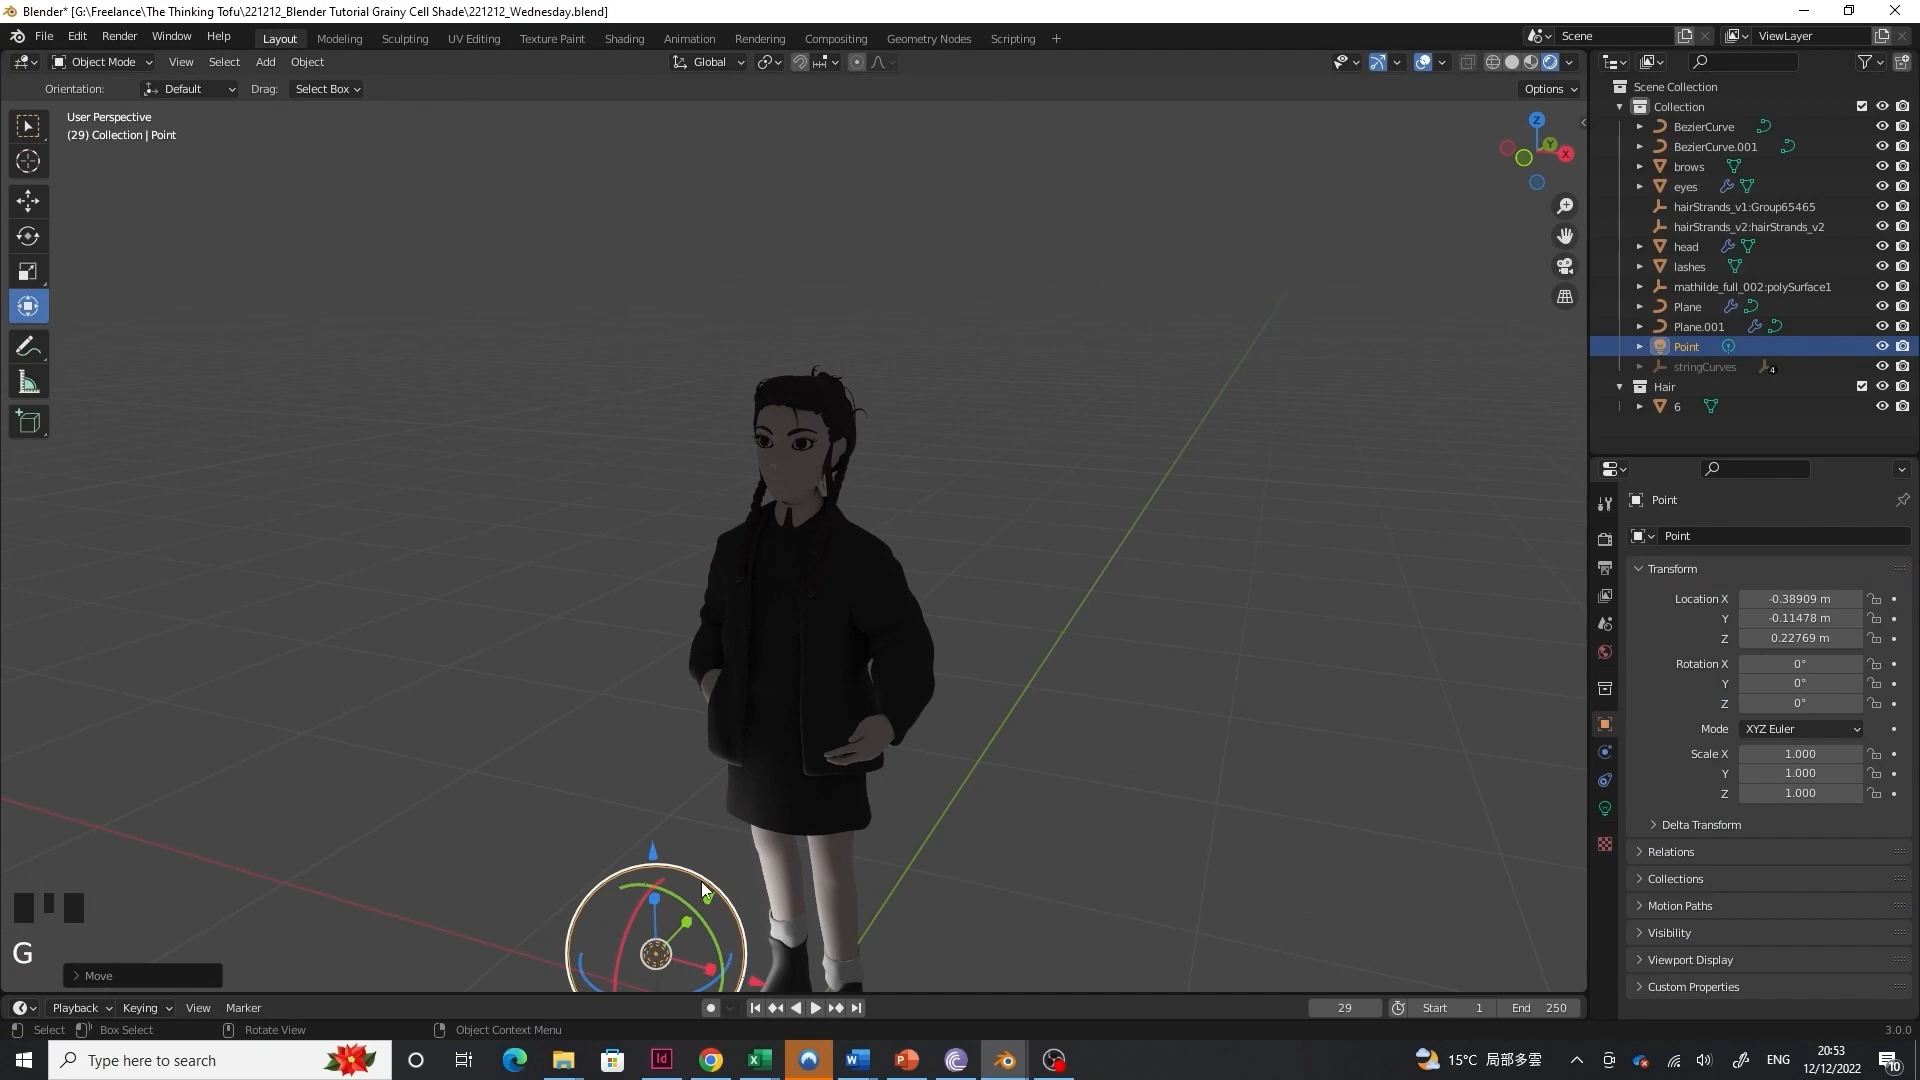 Blender* [G:\Freelance\The Thinking Tofu\221212_Blender Tutorial Grainy Cell Shade\221212_Wednesday.blend]
File Edit Render Window Help Layout Modeling Sculpting UV Editing Texture Paint Shading Animation Rendering Compositing Geometry Nodes Scripting + Scene ViewLayer
Object Mode View Select Add Object Global
Orientation: Default Drag: Select Box Options
User Perspective
(29) Collection | Point
Z
Y
X
Scene Collection
Collection
BezierCurve
BezierCurve.001
brows
eyes
hairStrands_v1:Group65465
hairStrands_v2:hairStrands_v2
head
lashes
mathilde_full_002:polySurface1
Plane
Plane.001
Point
stringCurves 4
Hair
6
Point
Point
Transform
Location X -0.38909 m
Y -0.11478 m
Z 0.22769 m
Rotation X 0°
Y 0°
Z 0°
Mode XYZ Euler
Scale X 1.000
Y 1.000
Z 1.000
Delta Transform
Relations
Collections
Motion Paths
Visibility
Viewport Display
Custom Properties
G
Move
Playback Keying View Marker 29 Start 1 End 250
Select Box Select Rotate View Object Context Menu 3.0.0
Type here to search 15°C 局部多雲 ENG 20:53
12/12/2022
10